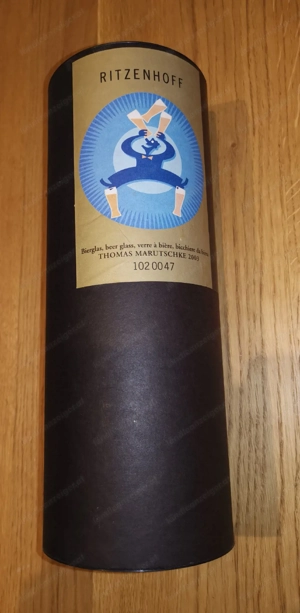 RITZENHOFF
Bierglas, beer glass, verre à bière, bicchiere da
THOMAS MARUTSCHKE 2003
1020047